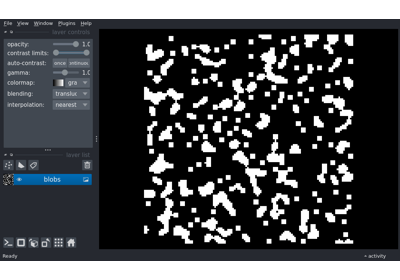 File View Window Plugins Help
layer controls
opacity: 1.0
contrast limits:
auto-contrast: once
gamma: 1.0
colormap: gra
blending: transluc
interpolation: nearest
layer list
blobs
Ready
activity